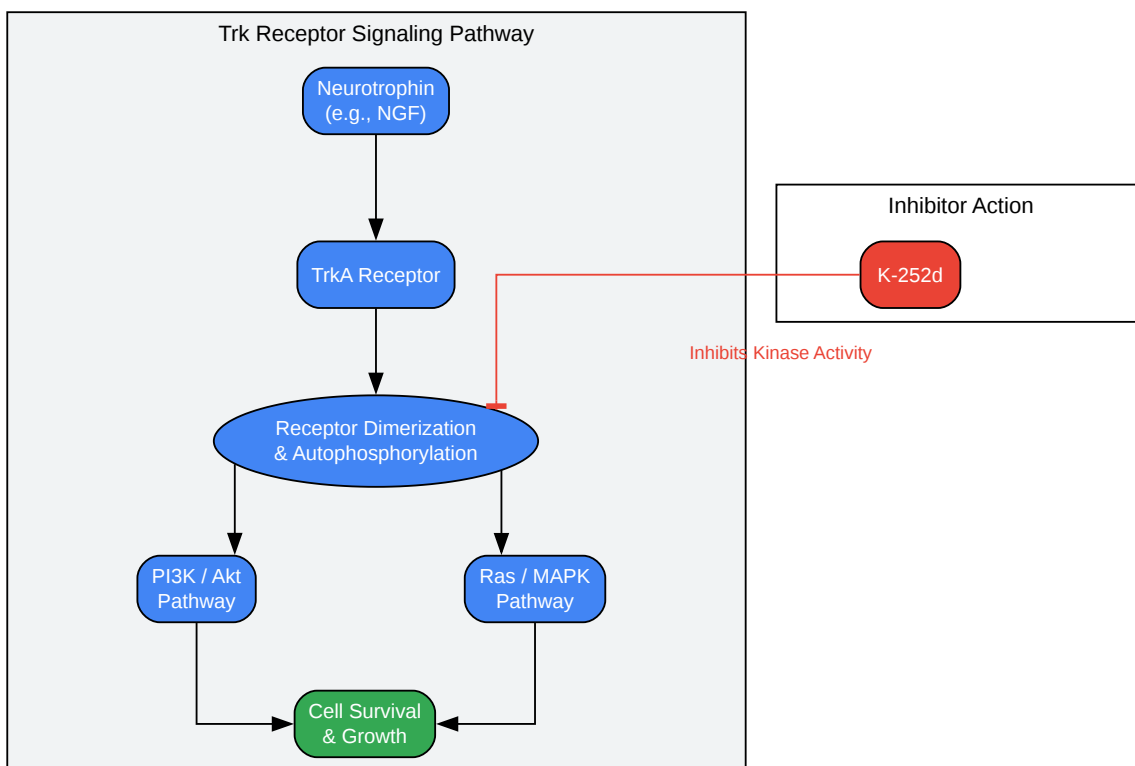 Trk Receptor Signaling Pathway
Neurotrophin
(e.g., NGF)
Inhibitor Action
TrkA Receptor
K-252d
Inhibits Kinase Activity
Receptor Dimerization
& Autophosphorylation
PI3K / Akt
Pathway
Ras / MAPK
Pathway
Cell Survival
& Growth